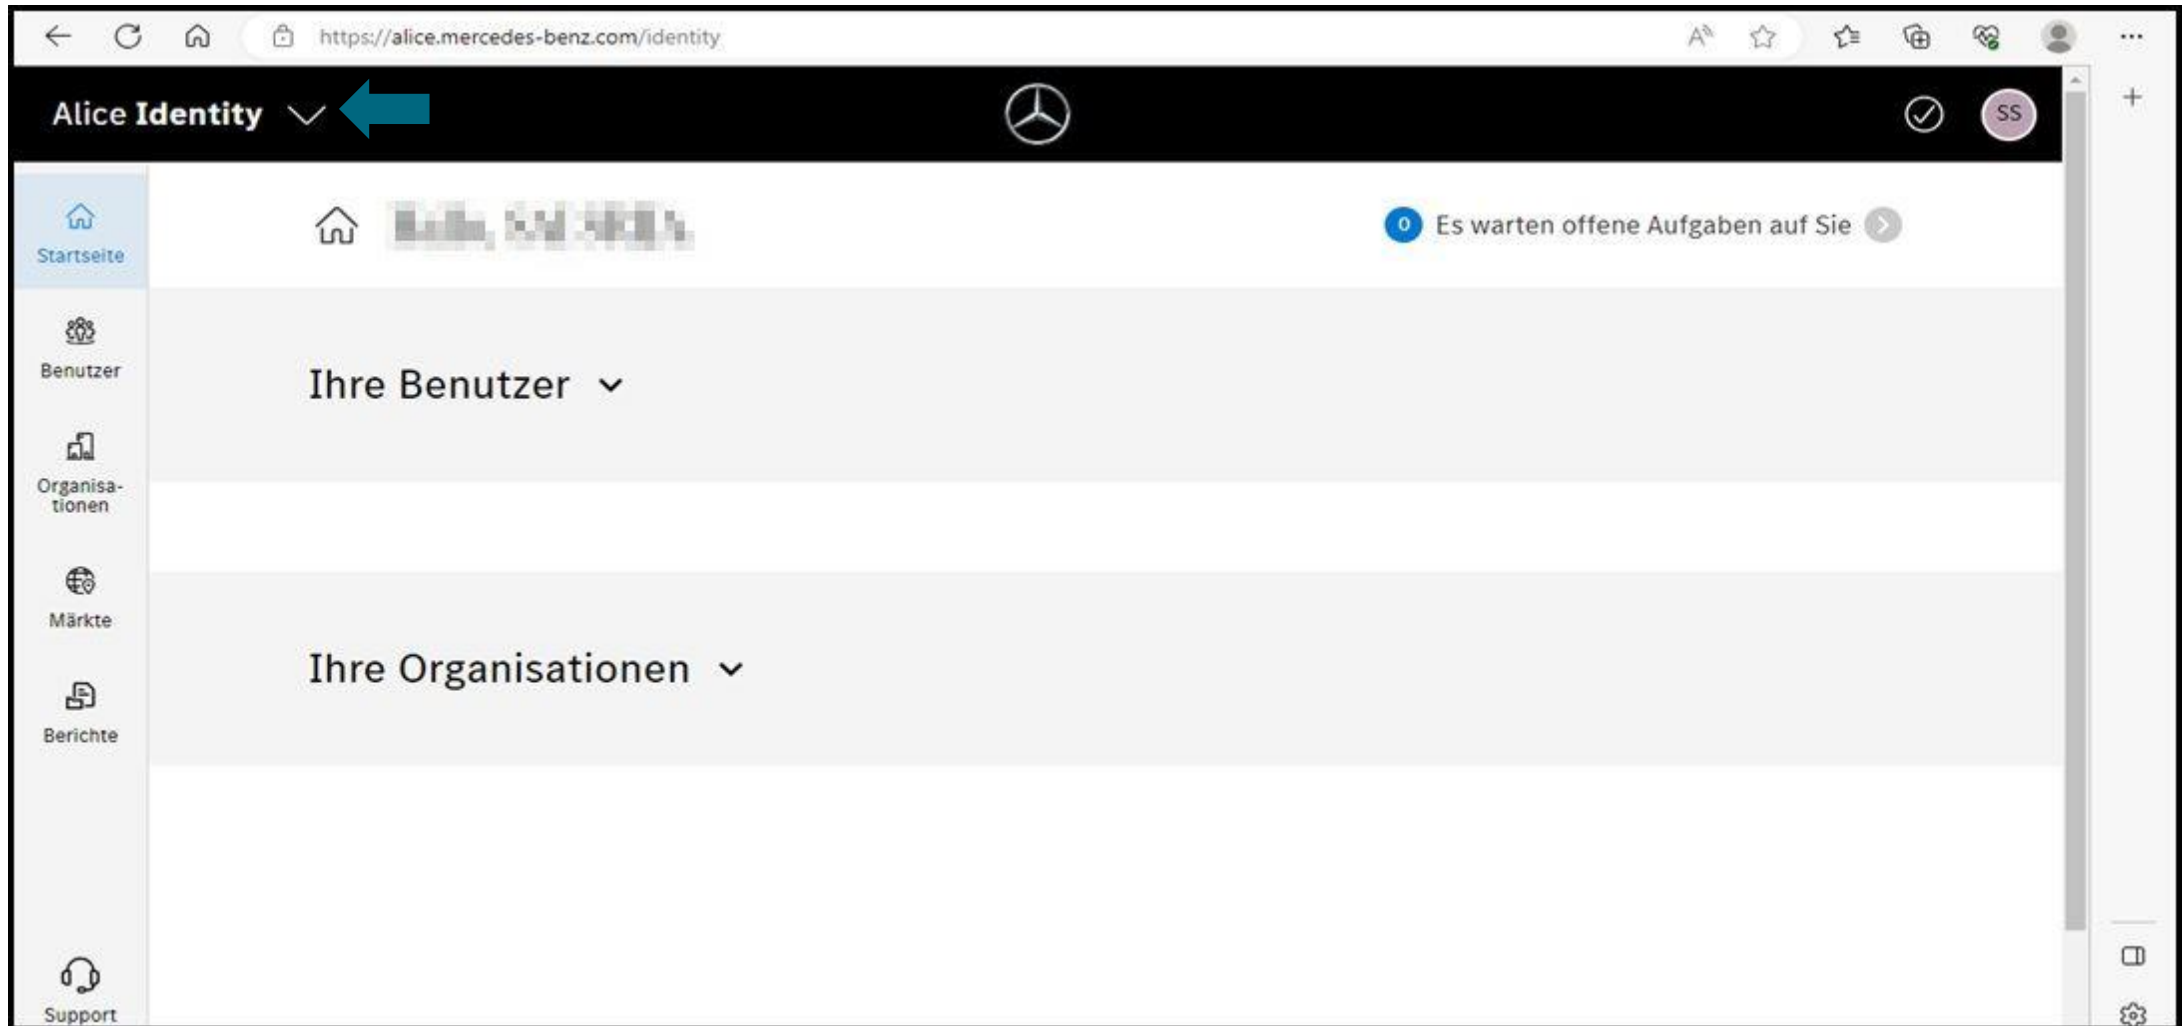 https://alice.mercedes-benz.com/identity
Alice Identity
SS
Startseite
0 Es warten offene Aufgaben auf Sie
Benutzer
Ihre Benutzer
Organisa-
tionen
Märkte
Ihre Organisationen
Berichte
Support